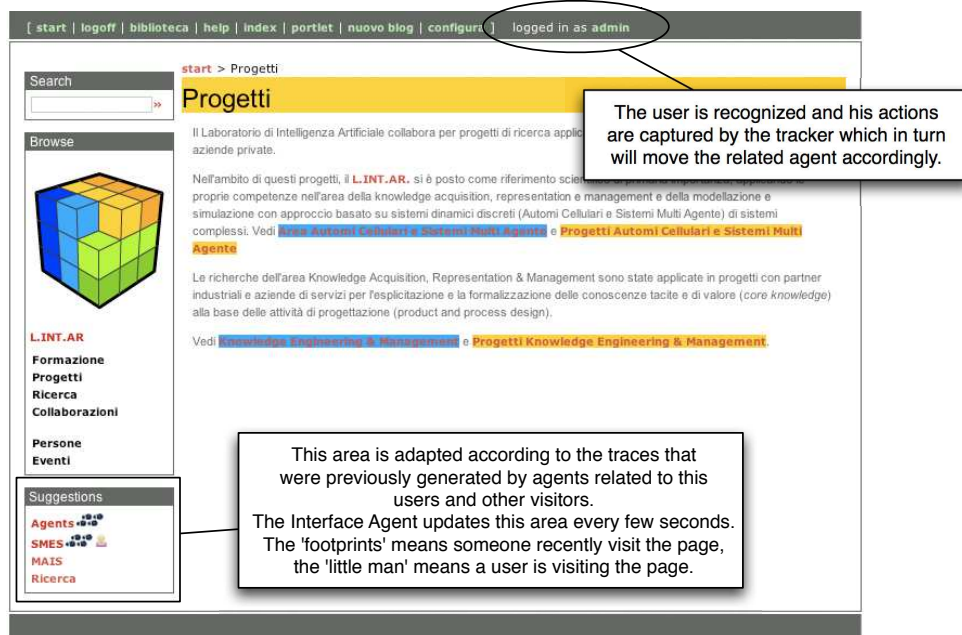 [ start | logoff | biblioteca | help | index | portlet | nuovo blog | configura ] logged in as admin
start > Progetti
Search
»
Progetti
The user is recognized and his actions
are captured by the tracker which in turn
will move the related agent accordingly.
Browse
Il Laboratorio di Intelligenza Artificiale collabora per progetti di ricerca
aziende private.
Nell'ambito di questi progetti, il L.INT.AR. si è posto come riferimento
proprie competenze nell'area della knowledge acquisition, representation e management e della modellazione e
simulazione con approccio basato su sistemi dinamici discreti (Automi Cellulari e Sistemi Multi Agente) di sistemi
complessi. Vedi Area Automi Cellulari e Sistemi Multi Agente e Progetti Automi Cellulari e Sistemi Multi
Agente
Le ricerche dell'area Knowledge Acquisition, Representation & Management sono state applicate in progetti con partner
industriali e aziende di servizi per l'esplicitazione e la formalizzazione delle conoscenze tacite e di valore (core knowledge)
alla base delle attività di progettazione (product and process design).
Vedi Knowledge Engineering & Management e Progetti Knowledge Engineering & Management.
L.INT.AR
Formazione
Progetti
Ricerca
Collaborazioni
Persone
Eventi
Suggestions
Agents
SMES
MAIS
Ricerca
This area is adapted according to the traces that
were previously generated by agents related to this
users and other visitors.
The Interface Agent updates this area every few seconds.
The 'footprints' means someone recently visit the page,
the 'little man' means a user is visiting the page.